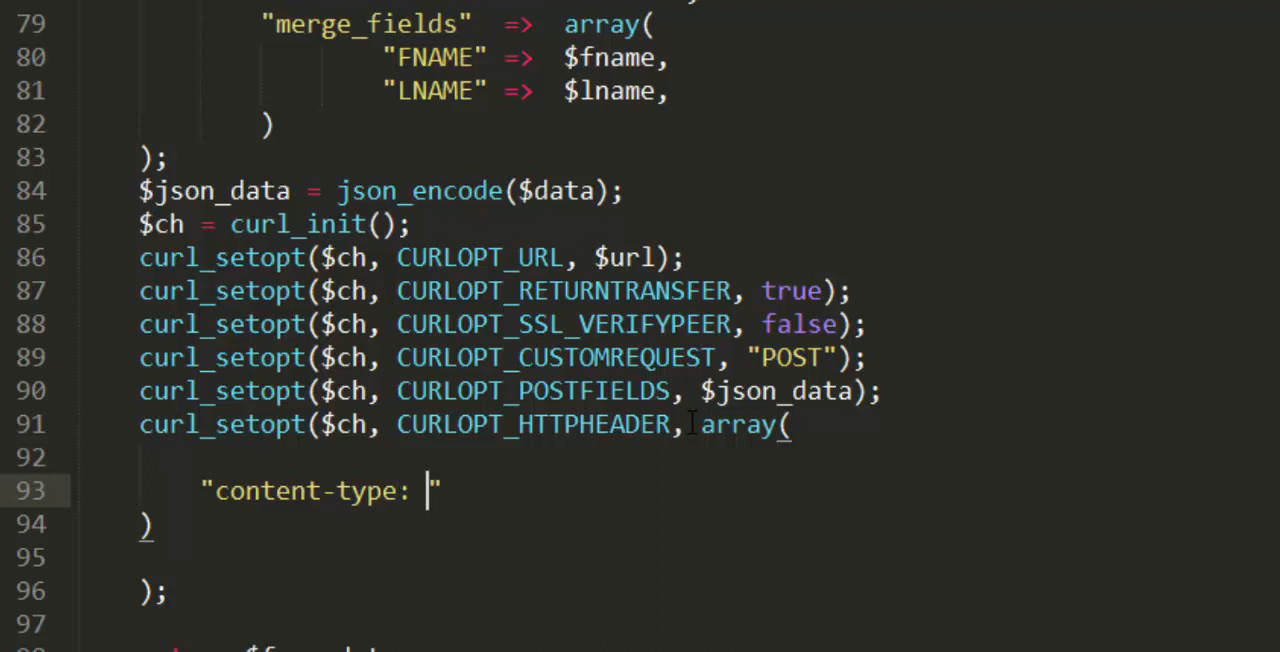 79 "merge_fields" => array(
80 "FNAME" => $fname,
81 "LNAME" => $lname,
82 )
83 );
84 $json_data = json_encode($data);
85 $ch = curl_init();
86 curl_setopt($ch, CURLOPT_URL, $url);
87 curl_setopt($ch, CURLOPT_RETURNTRANSFER, true);
88 curl_setopt($ch, CURLOPT_SSL_VERIFYPEER, false);
89 curl_setopt($ch, CURLOPT_CUSTOMREQUEST, "POST");
90 curl_setopt($ch, CURLOPT_POSTFIELDS, $json_data);
91 curl_setopt($ch, CURLOPT_HTTPHEADER, array(
92
93 "content-type: "
94 )
95
96 );
97